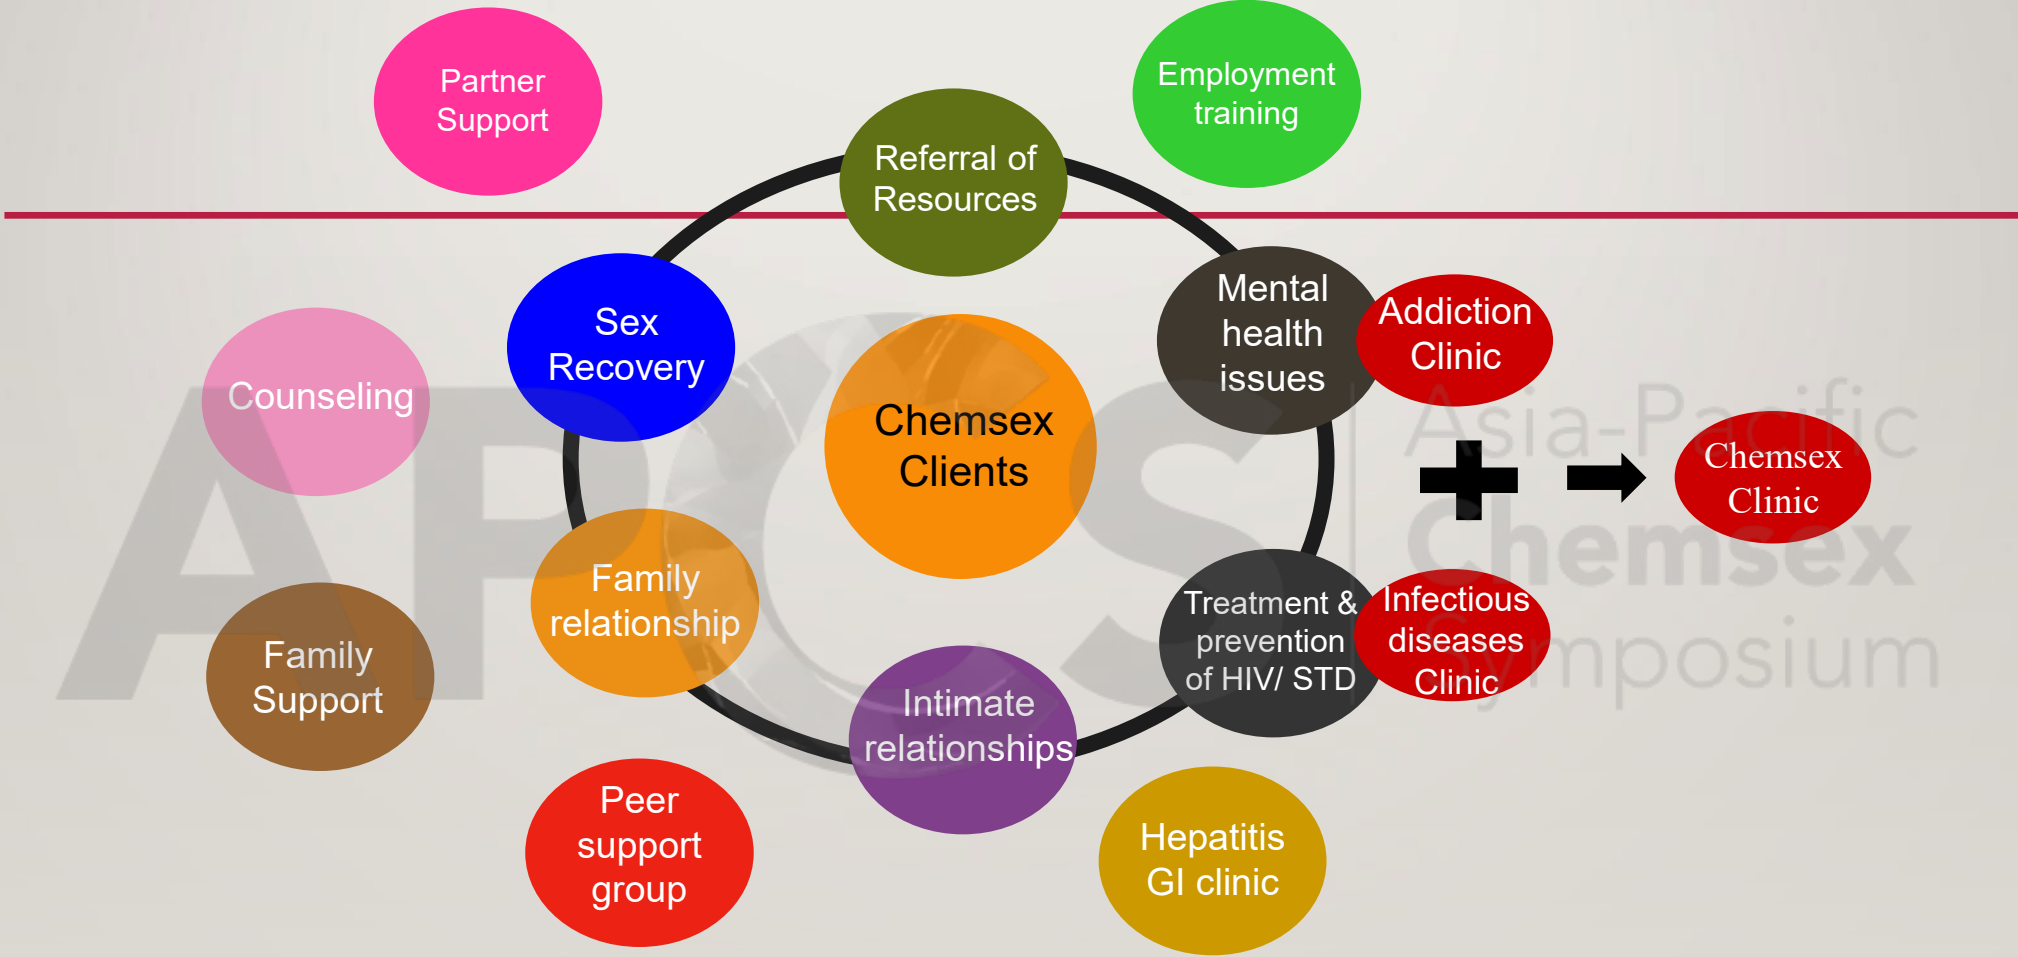 Partner
Support
Employment
training
Referral of
Resources
Sex
Recovery
Mental
health
issues
Addiction
Clinic
Counseling
Chemsex
Clients
Chemsex
Clinic
Family
relationship
Treatment &
prevention
of HIV/ STD
Infectious
diseases
Clinic
Family
Support
Intimate
relationships
Peer
support
group
Hepatitis
GI clinic
APCS
Asia-Pacific
Chemsex
Symposium